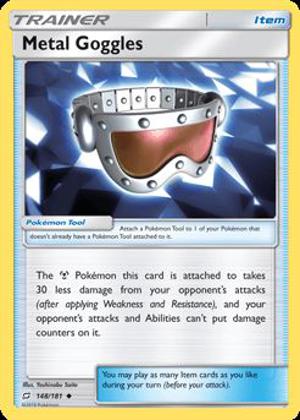 TRAINER Item
Metal Goggles
Pokémon Tool
Attach a Pokémon Tool to 1 of your Pokémon that
doesn't already have a Pokémon Tool attached to it.
The Pokémon this card is attached to takes
30 less damage from your opponent's attacks
(after applying Weakness and Resistance), and your
opponent's attacks and Abilities can't put damage
counters on it.
Illus. Yoshinobu Saito
148/181
©2019 Pokémon
You may play as many Item cards as you like
during your turn (before your attack).